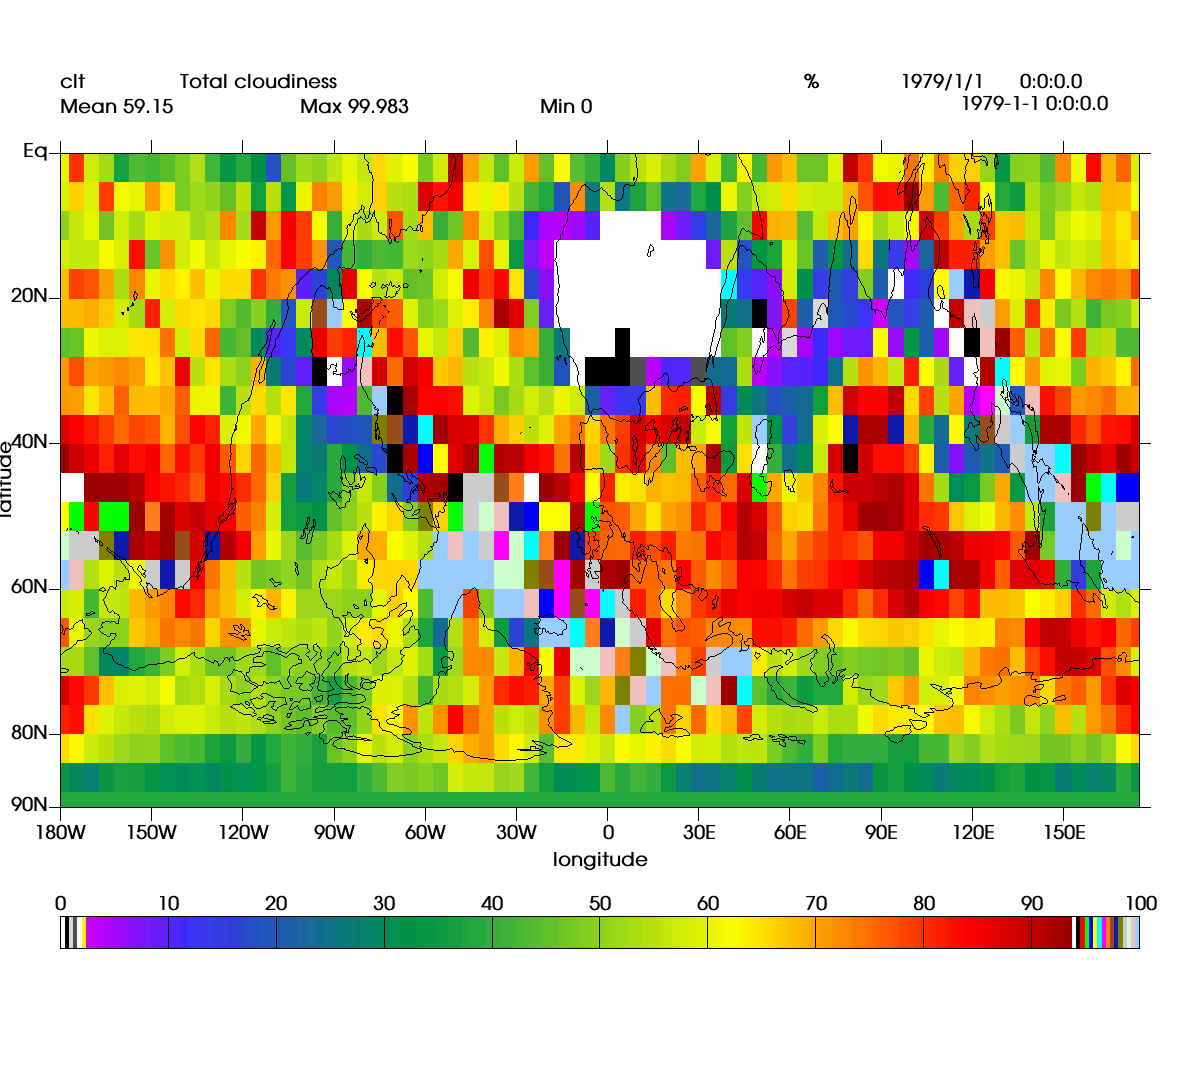 clt Total cloudiness % 1979/1/1 0:0:0.0
Mean 59.15 Max 99.983 Min 0 1979-1-1 0:0:0.0
Eq
20N
40N
latitude
60N
80N
90N
180W 150W 120W 90W 60W 30W 0 30E 60E 90E 120E 150E
longitude
0 10 20 30 40 50 60 70 80 90 100